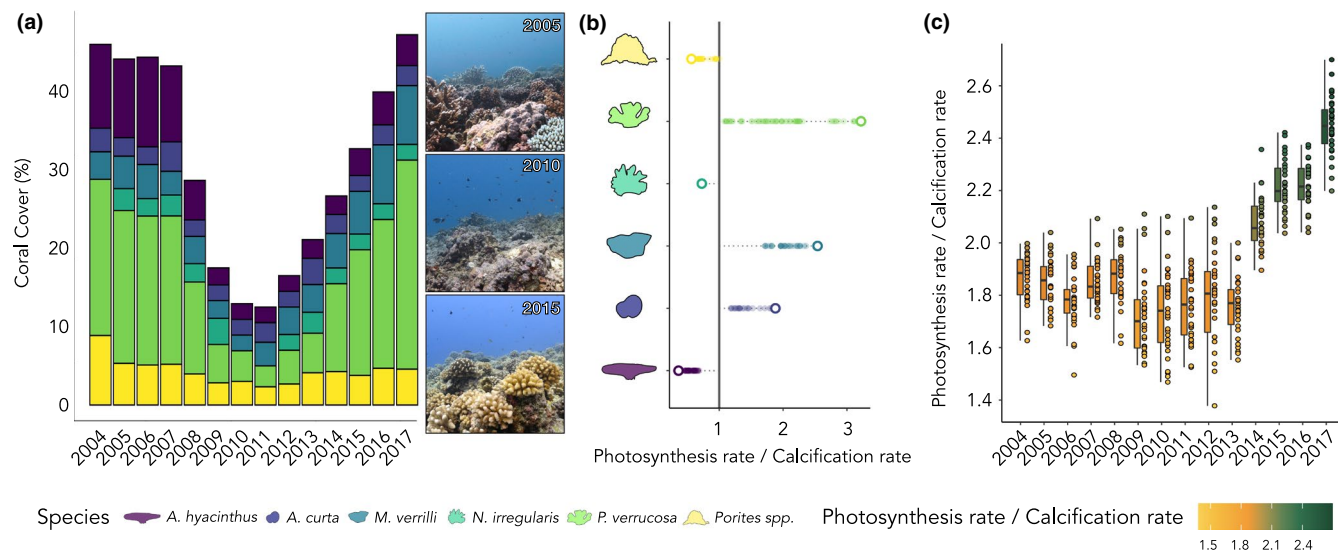 (a)
Coral Cover (%)
40
30
20
10
0
2004 2005 2006 2007 2008 2009 2010 2011 2012 2013 2014 2015 2016 2017
2005
2010
2015
(b)
1 2 3
Photosynthesis rate / Calcification rate
(c)
Photosynthesis rate / Calcification rate
2.6
2.4
2.2
2.0
1.8
1.6
1.4
2004 2005 2006 2007 2008 2009 2010 2011 2012 2013 2014 2015 2016 2017
Species A. hyacinthus A. curta M. verrilli N. irregularis P. verrucosa Porites spp.
Photosynthesis rate / Calcification rate
1.5 1.8 2.1 2.4